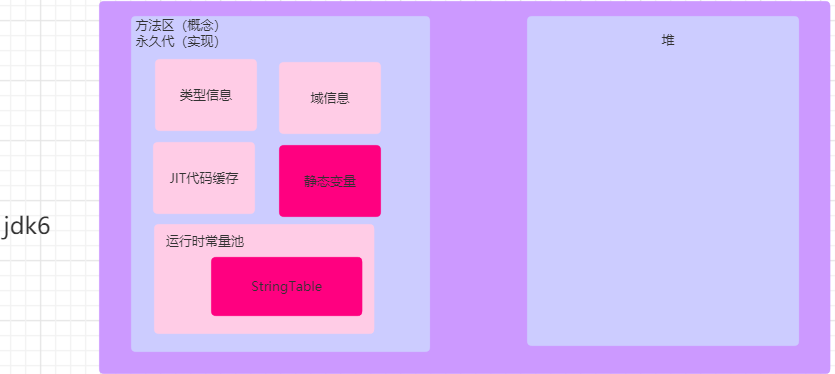 方法区（概念）
永久代（实现）
堆
类型信息
域信息
JIT代码缓存
静态变量
jdk6
运行时常量池
StringTable